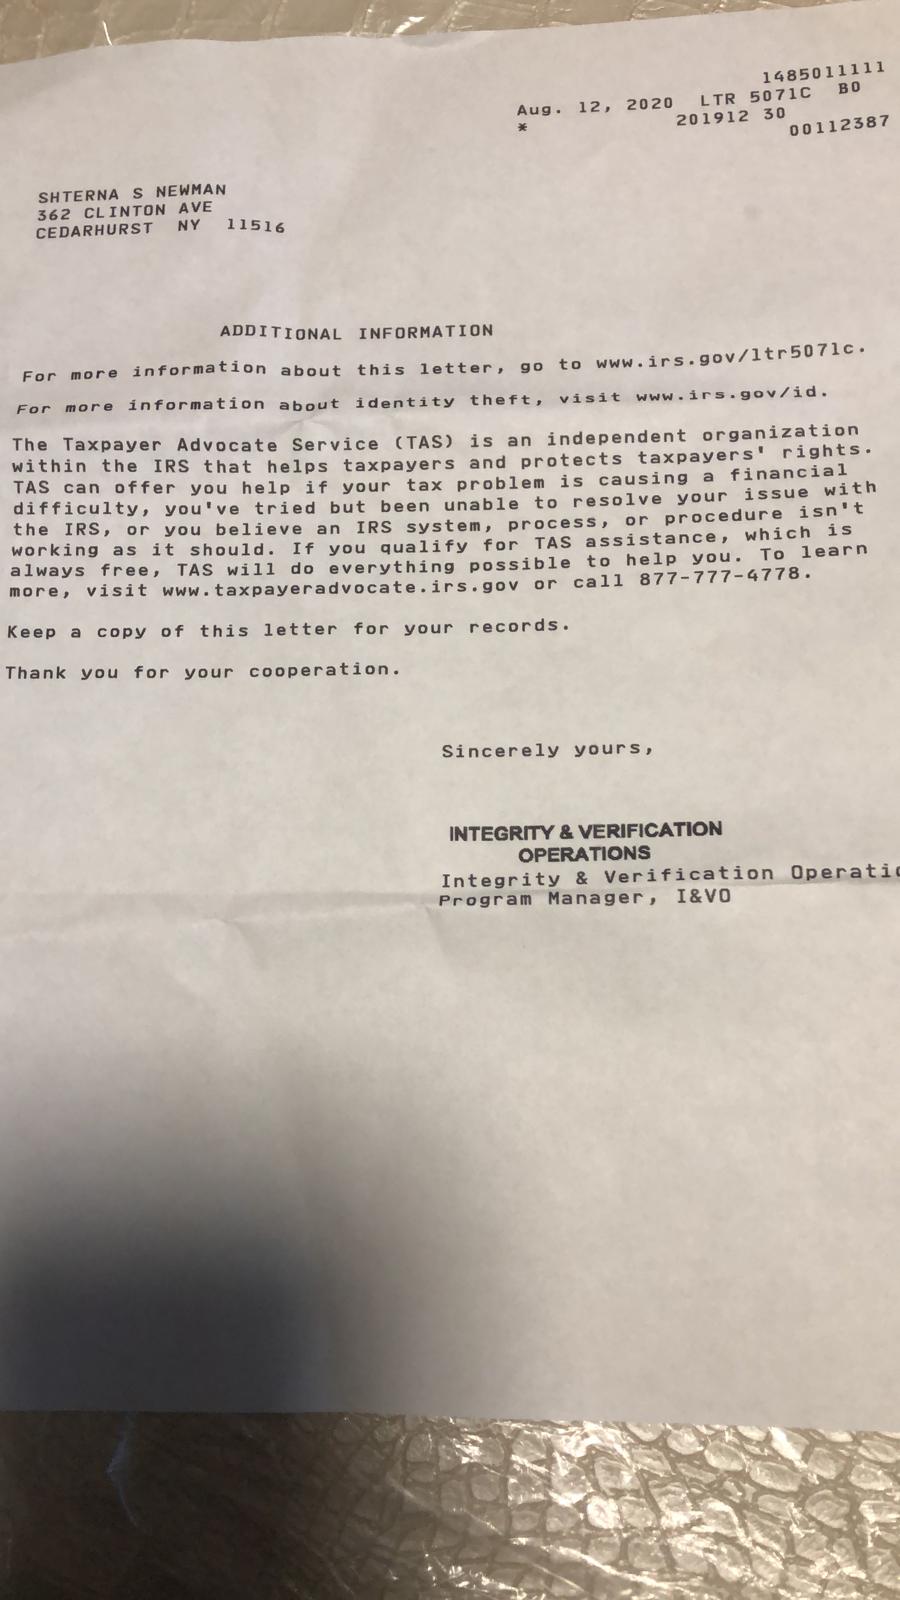 1485011111
Aug. 12, 2020 LTR 5071C B0
* 201912 30
00112387
SHTERNA S NEWMAN
362 CLINTON AVE
CEDARHURST NY 11516
ADDITIONAL INFORMATION
For more information about this letter, go to www.irs.gov/ltr5071c.
For more information about identity theft, visit www.irs.gov/id.
The Taxpayer Advocate Service (TAS) is an independent organization
within the IRS that helps taxpayers and protects taxpayers' rights.
TAS can offer you help if your tax problem is causing a financial
difficulty, you've tried but been unable to resolve your issue with
the IRS, or you believe an IRS system, process, or procedure isn't
working as it should. If you qualify for TAS assistance, which is
always free, TAS will do everything possible to help you. To learn
more, visit www.taxpayeradvocate.irs.gov or call 877-777-4778.
Keep a copy of this letter for your records.
Thank you for your cooperation.
Sincerely yours,
INTEGRITY & VERIFICATION
OPERATIONS
Integrity & Verification Operatio
Program Manager, I&VO